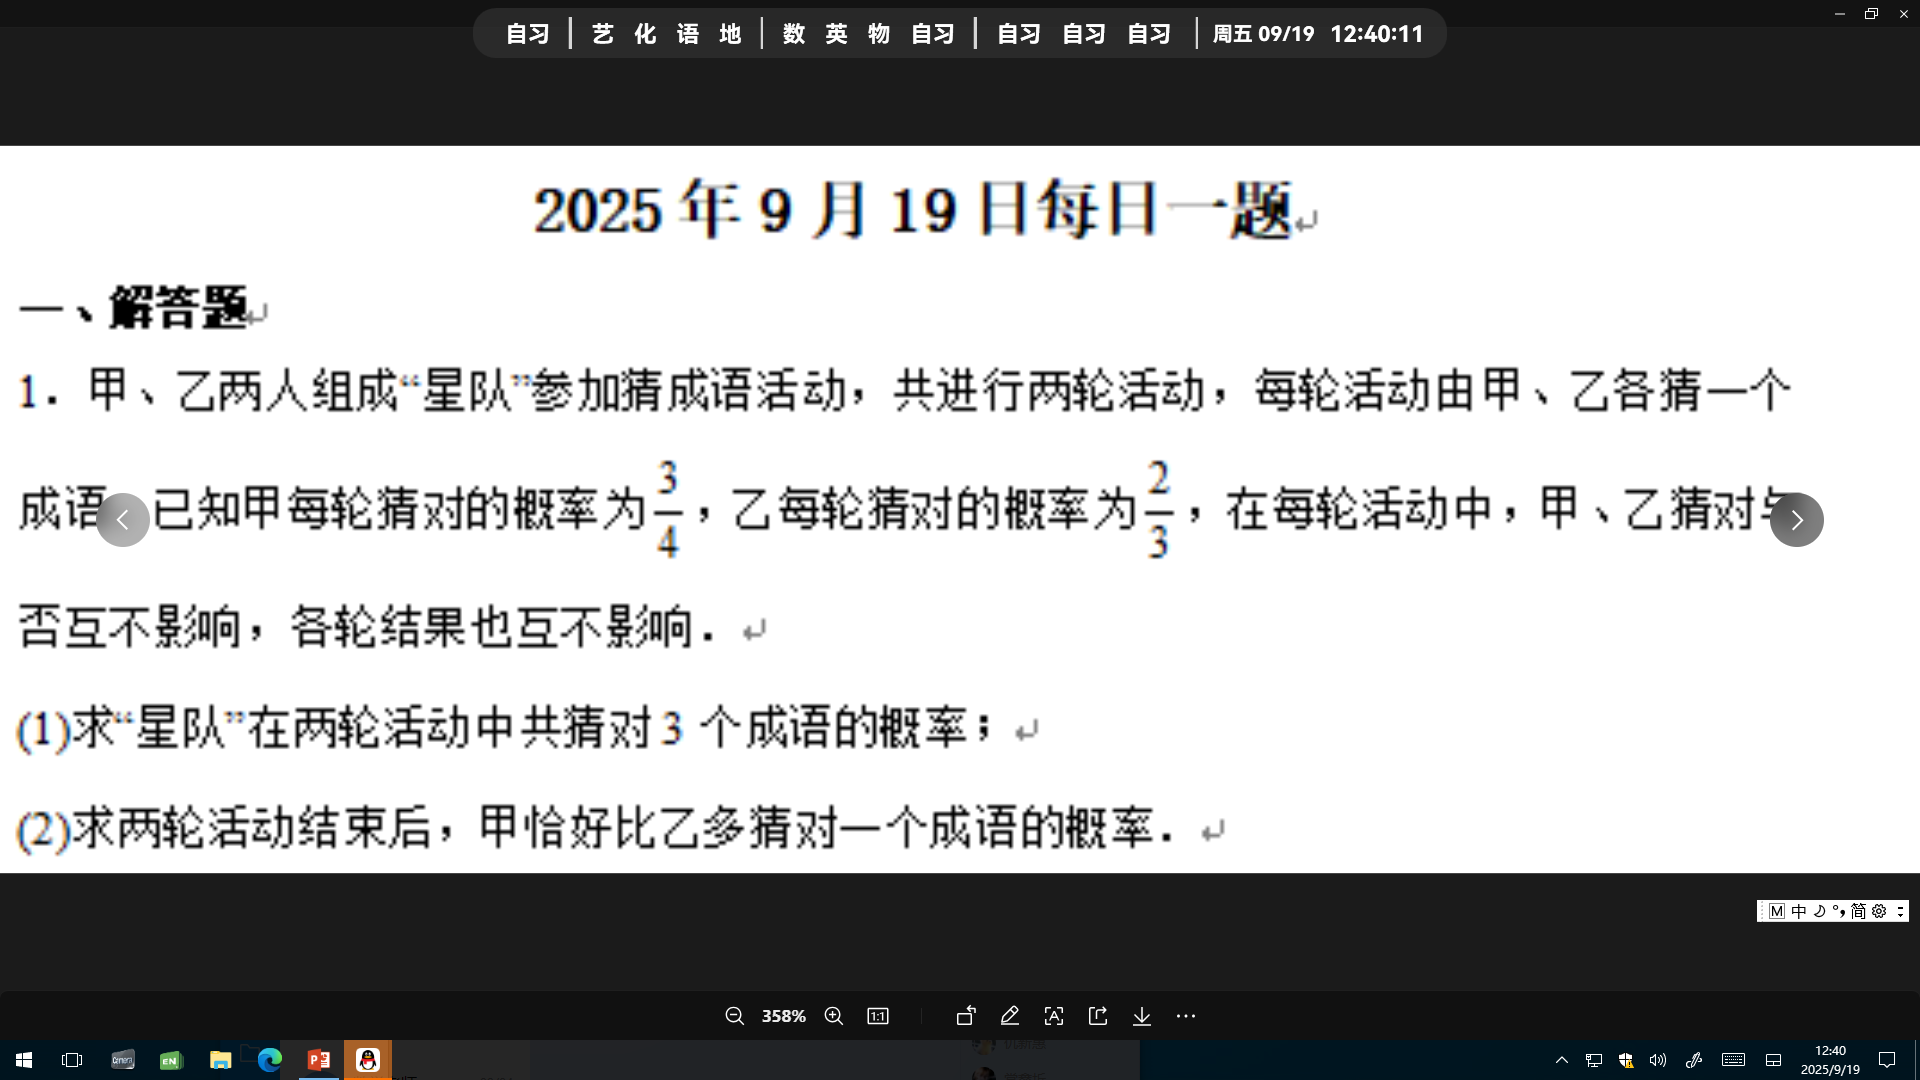 自习 | 艺 化 语 地 | 数 英 物 自习 | 自习 自习 自习 | 周五 09/19 12:40:11
2025 年 9 月 19 日每日一题
一、解答题
1．甲、乙两人组成“星队”参加猜成语活动，共进行两轮活动，每轮活动由甲、乙各猜一个
成语 已知甲每轮猜对的概率为3/4，乙每轮猜对的概率为2/3，在每轮活动中，甲、乙猜对与
否互不影响，各轮结果也互不影响．
(1)求“星队”在两轮活动中共猜对 3 个成语的概率；
(2)求两轮活动结束后，甲恰好比乙多猜对一个成语的概率．
M 中 简
358% 1:1
Camera EN
12:40
2025/9/19